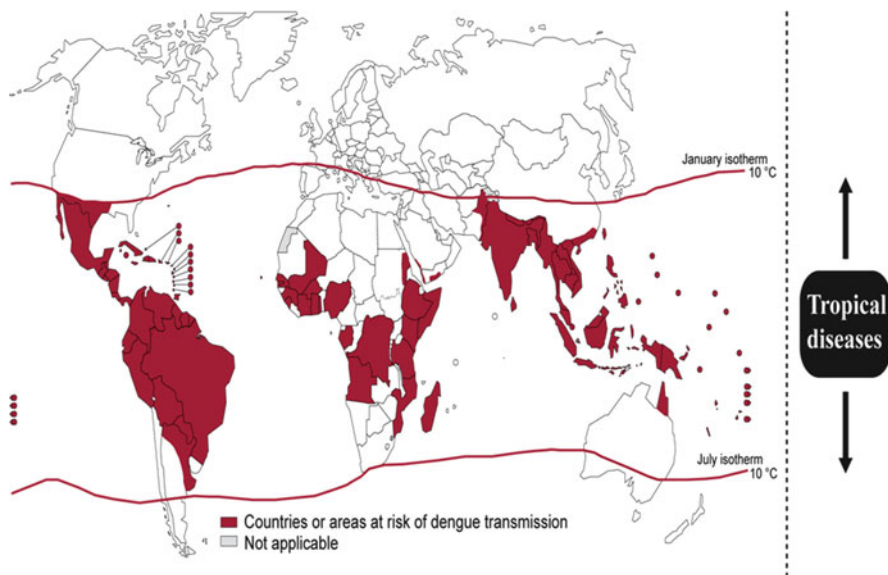 January isotherm
10 °C
Tropical
diseases
July isotherm
10 °C
Countries or areas at risk of dengue transmission
Not applicable